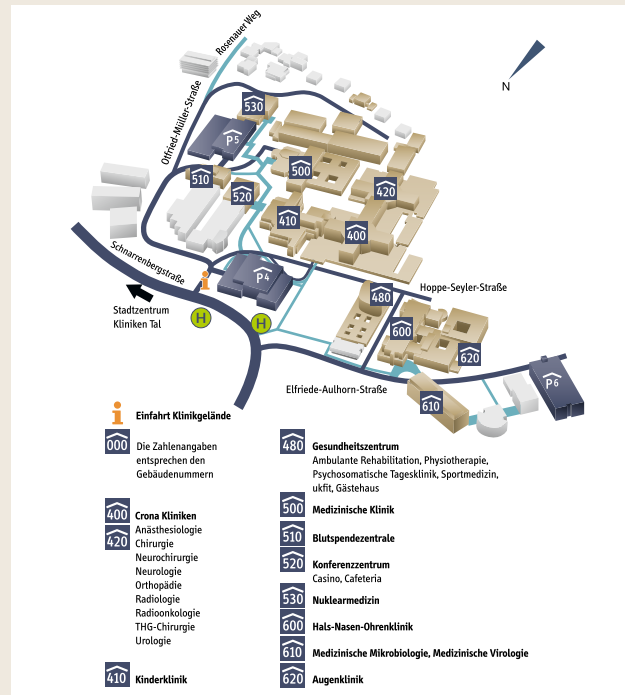 Rosenauer Weg
N
Otfried-Müller-Straße
530
P5
510
500
520
420
410
400
Schnarrenbergstraße
i
P4
480
Hoppe-Seyler-Straße
Stadtzentrum
Kliniken Tal
H
H
600
620
P6
Elfriede-Aulhorn-Straße
610
i Einfahrt Klinikgelände
000 Die Zahlenangaben
entsprechen den
Gebäudenummern
400 Crona Kliniken
420 Anästhesiologie
Chirurgie
Neurochirurgie
Neurologie
Orthopädie
Radiologie
Radioonkologie
THG-Chirurgie
Urologie
410 Kinderklinik
480 Gesundheitszentrum
Ambulante Rehabilitation, Physiotherapie,
Psychosomatische Tagesklinik, Sportmedizin,
ukfit, Gästehaus
500 Medizinische Klinik
510 Blutspendezentrale
520 Konferenzzentrum
Casino, Cafeteria
530 Nuklearmedizin
600 Hals-Nasen-Ohrenklinik
610 Medizinische Mikrobiologie, Medizinische Virologie
620 Augenklinik